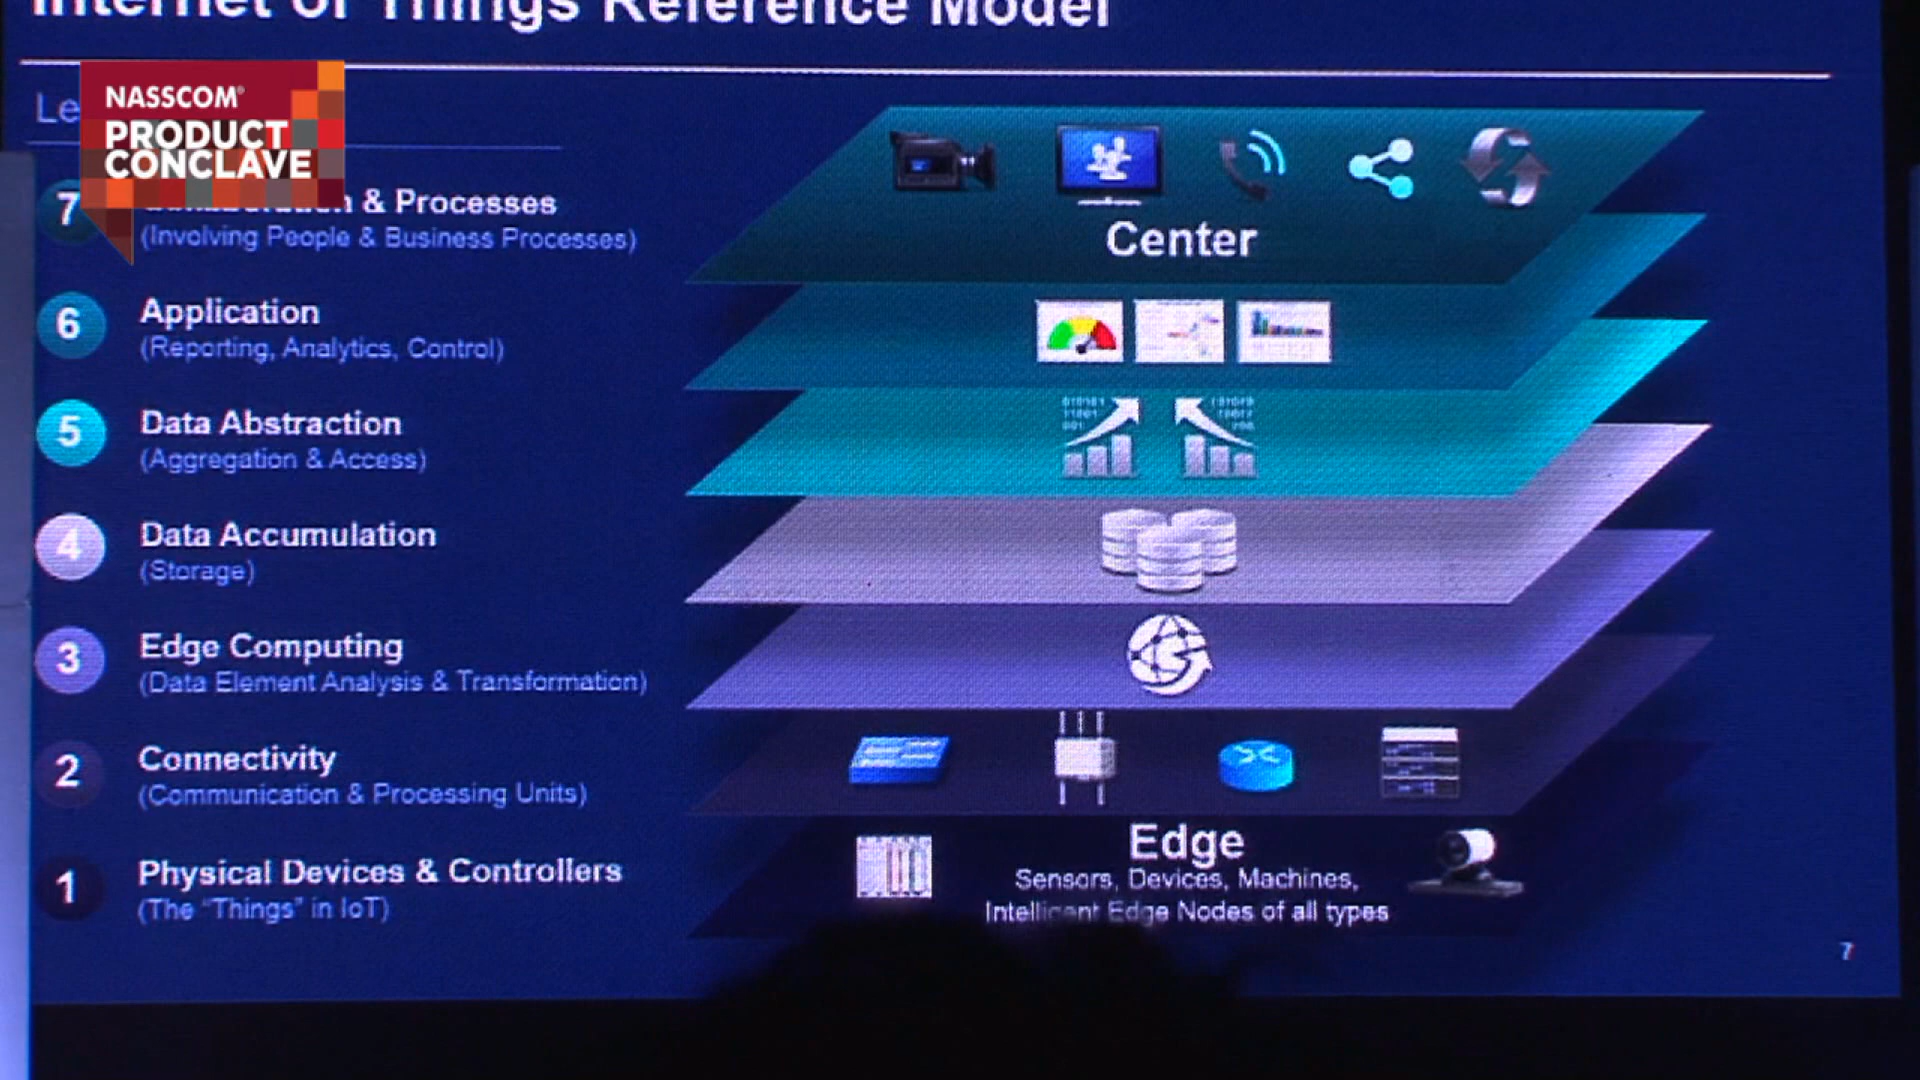 Internet of Things Reference Model
NASSCOM®
PRODUCT
CONCLAVE
Le
7
& Processes
(Involving People & Business Processes)
6
Application
(Reporting, Analytics, Control)
5
Data Abstraction
(Aggregation & Access)
4
Data Accumulation
(Storage)
3
Edge Computing
(Data Element Analysis & Transformation)
2
Connectivity
(Communication & Processing Units)
1
Physical Devices & Controllers
(The "Things" in IoT)
Center
Edge
Sensors, Devices, Machines,
Intelligent Edge Nodes of all types
7